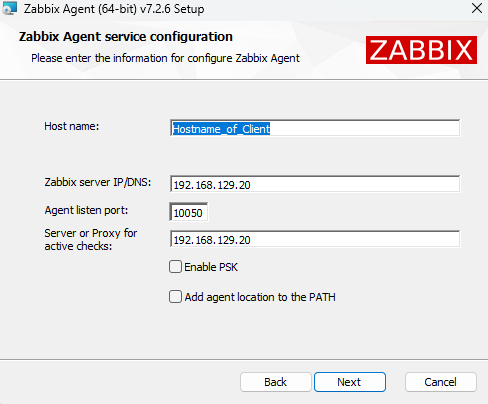 Zabbix Agent (64-bit) v7.2.6 Setup
Zabbix Agent service configuration
Please enter the information for configure Zabbix Agent
ZABBIX
Host name:
Hostname_of_Client
Zabbix server IP/DNS:
192.168.129.20
Agent listen port:
10050
Server or Proxy for
active checks:
192.168.129.20
Enable PSK
Add agent location to the PATH
Back
Next
Cancel